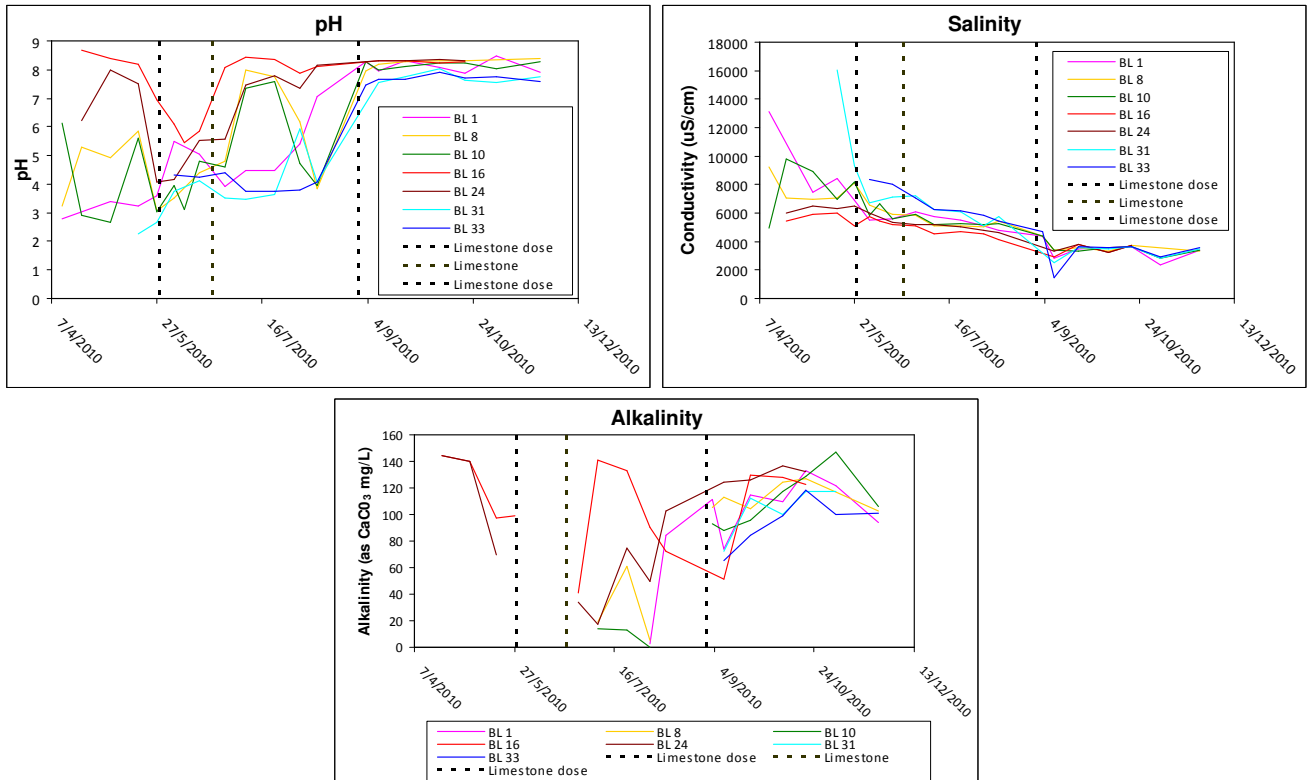 pH
9
8
7
6
5
4
3
2
1
0
pH
BL 1
BL 8
BL 10
BL 16
BL 24
BL 31
BL 33
Limestone dose
Limestone
Limestone dose
7/4/2010
27/5/2010
16/7/2010
4/9/2010
24/10/2010
13/12/2010
Salinity
18000
16000
14000
12000
10000
8000
6000
4000
2000
0
Conductivity (uS/cm)
BL 1
BL 8
BL 10
BL 16
BL 24
BL 31
BL 33
Limestone dose
Limestone
Limestone dose
7/4/2010
27/5/2010
16/7/2010
4/9/2010
24/10/2010
13/12/2010
Alkalinity
160
140
120
100
80
60
40
20
0
Alkalinity (as CaC0₃ mg/L)
7/4/2010
27/5/2010
16/7/2010
4/9/2010
24/10/2010
13/12/2010
BL 1 BL 8 BL 10
BL 16 BL 24 BL 31
BL 33 Limestone dose Limestone
Limestone dose